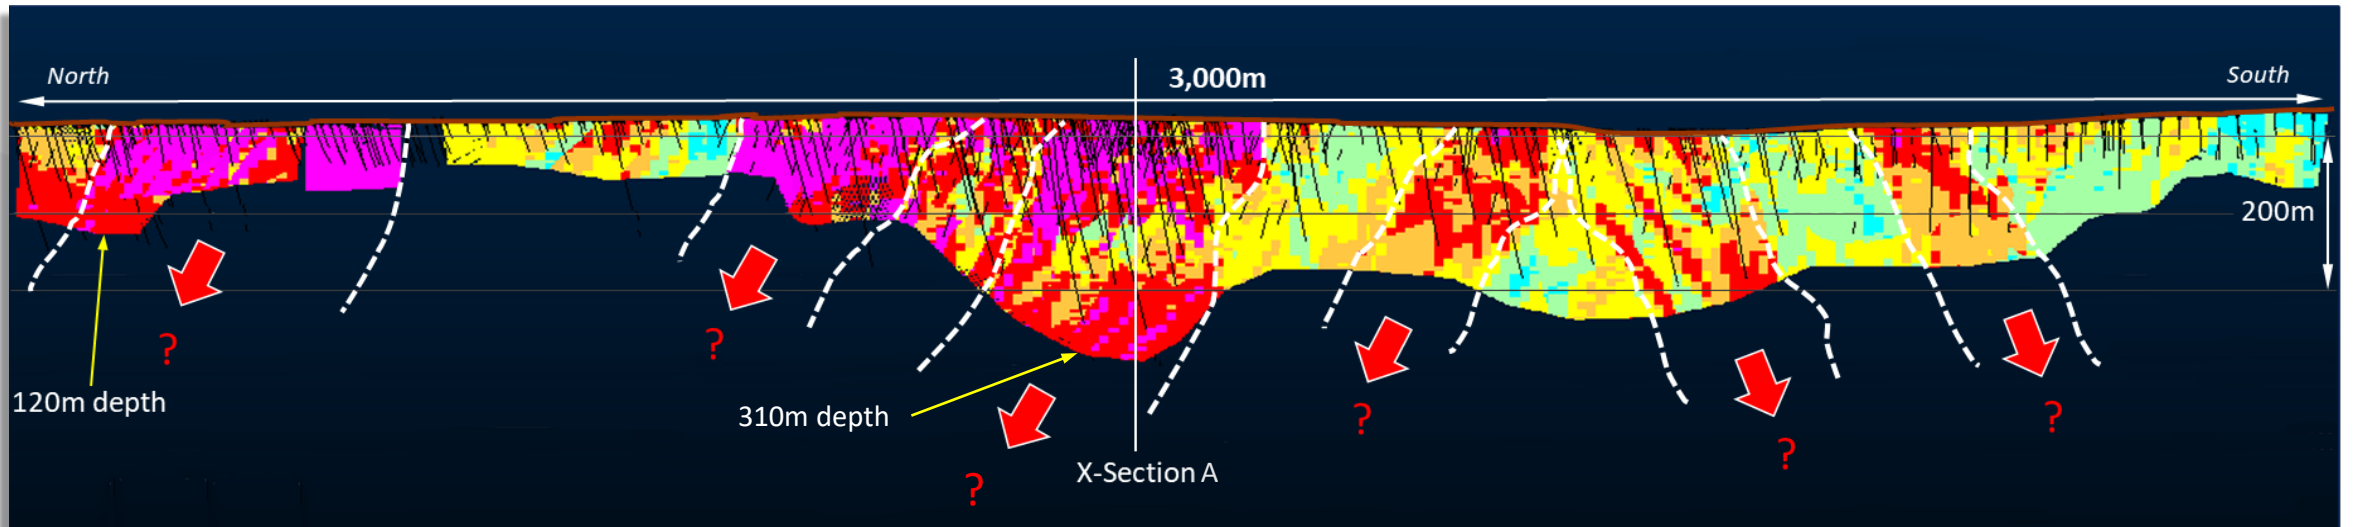 North
3,000m
South
200m
?
?
120m depth
310m depth
?
?
?
?
X-Section A